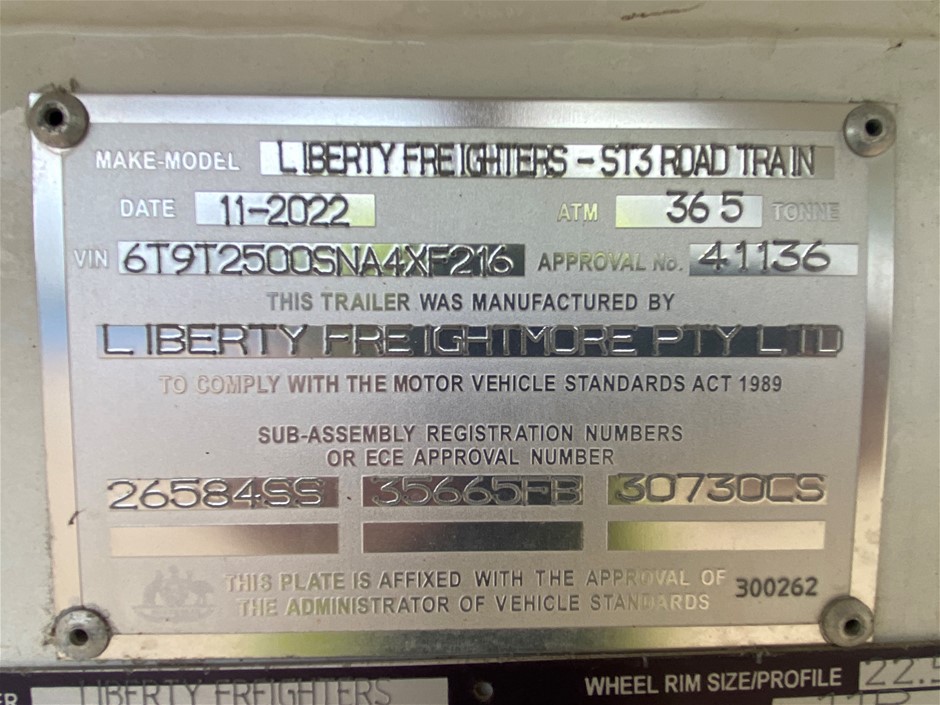 MAKE-MODEL LIBERTY FREIGHTERS - ST3 ROAD TRAIN
DATE 11-2022 ATM 36 5 TONNE
VIN 6T9T2500SNA4XF216 APPROVAL No. 41136
THIS TRAILER WAS MANUFACTURED BY
LIBERTY FREIGHTMORE PTY LTD
TO COMPLY WITH THE MOTOR VEHICLE STANDARDS ACT 1989
SUB-ASSEMBLY REGISTRATION NUMBERS
OR ECE APPROVAL NUMBER
26584SS 35665FB 30730CS
THIS PLATE IS AFFIXED WITH THE APPROVAL OF
THE ADMINISTRATOR OF VEHICLE STANDARDS 300262
LIBERTY FREIGHTERS WHEEL RIM SIZE/PROFILE 22.5